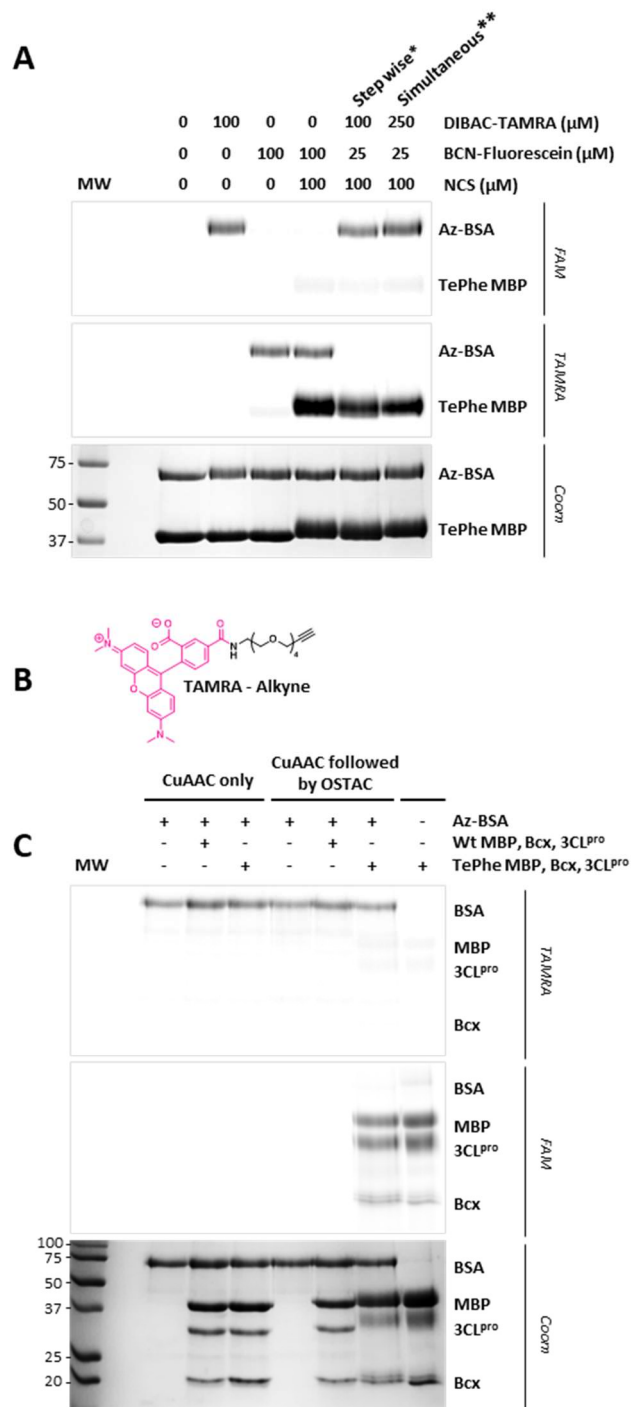 A
Step wise*
Simultaneous**
0 100 0 0 100 250 DIBAC-TAMRA (µM)
0 0 100 100 25 25 BCN-Fluorescein (µM)
MW 0 0 0 100 100 100 NCS (µM)
Az-BSA
TePhe MBP
FAM
Az-BSA
TePhe MBP
TAMRA
75-
50-
37-
Az-BSA
TePhe MBP
Coom
B
N⊕
O
O⊖
O
N
H
O
4
O
N
TAMRA - Alkyne
C
CuAAC only
CuAAC followed
by OSTAC
+ + + + + + - Az-BSA
- + - - + - - Wt MBP, Bcx, 3CLᵖʳᵒ
MW - - + - - + + TePhe MBP, Bcx, 3CLᵖʳᵒ
BSA
MBP
3CLᵖʳᵒ
Bcx
TAMRA
BSA
MBP
3CLᵖʳᵒ
Bcx
FAM
100-
75-
50-
37-
25-
20-
BSA
MBP
3CLᵖʳᵒ
Bcx
Coom